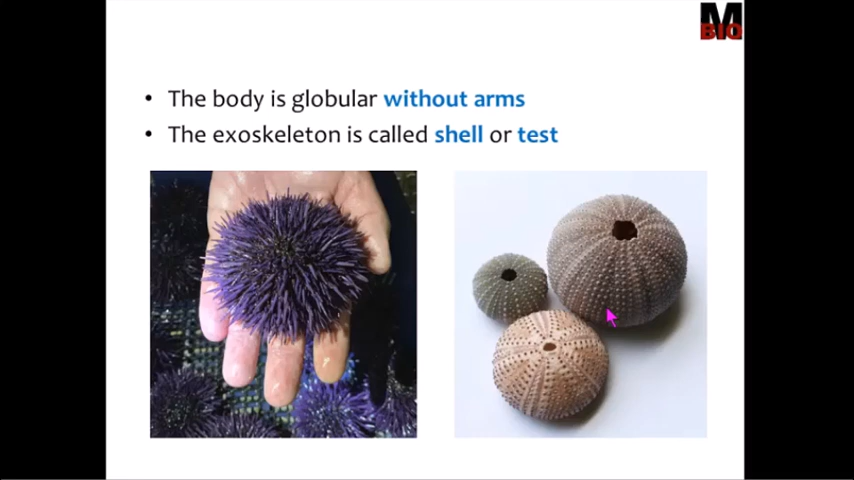 M
BIO
• The body is globular without arms
• The exoskeleton is called shell or test